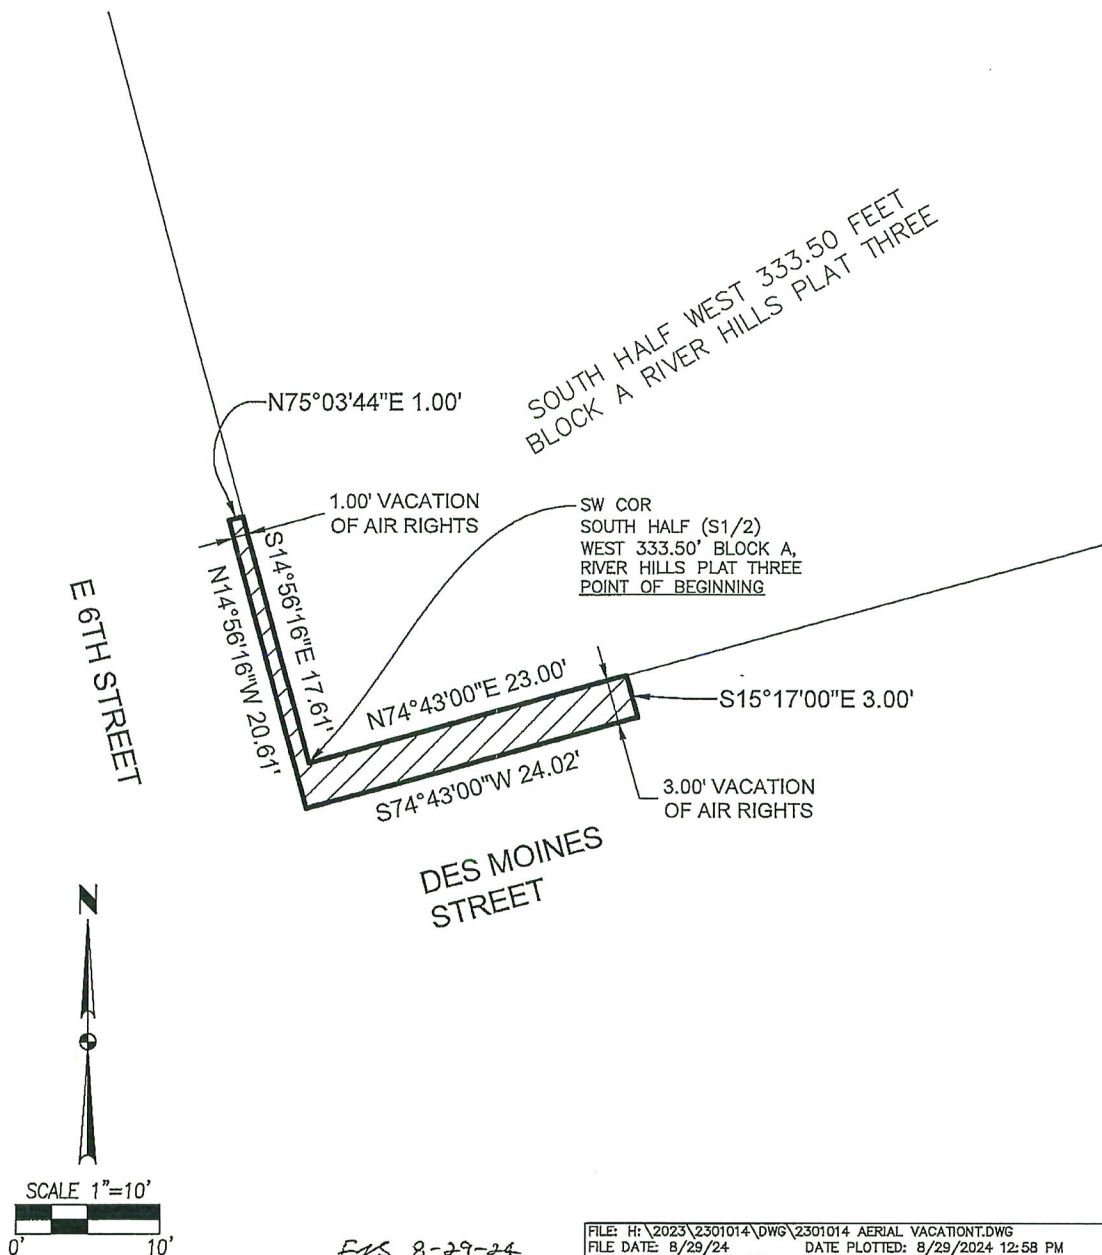 SOUTH HALF WEST 333.50 FEET
BLOCK A RIVER HILLS PLAT THREE
N75°03'44"E 1.00'
1.00' VACATION
OF AIR RIGHTS
SW COR
SOUTH HALF (S1/2)
WEST 333.50' BLOCK A,
RIVER HILLS PLAT THREE
POINT OF BEGINNING
E 6TH STREET
N14°56'16"W 20.61'
S14°56'16"E 17.61'
N74°43'00"E 23.00'
S15°17'00"E 3.00'
S74°43'00"W 24.02'
3.00' VACATION
OF AIR RIGHTS
DES MOINES
STREET
N
SCALE 1"=10'
0' 10'
8-29-24
FILE: H:\2023\2301014\DWG\2301014 AERIAL VACATIONT.DWG
FILE DATE: 8/29/24 DATE PLOTTED: 8/29/2024 12:58 PM